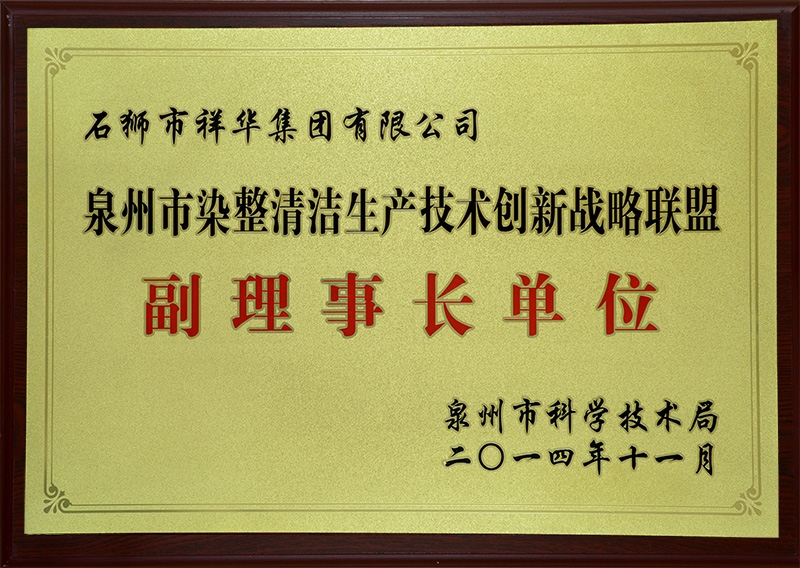 石狮市祥华集团有限公司
泉州市染整清洁生产技术创新战略联盟
副理事长单位
泉州市科学技术局
二〇一四年十一月